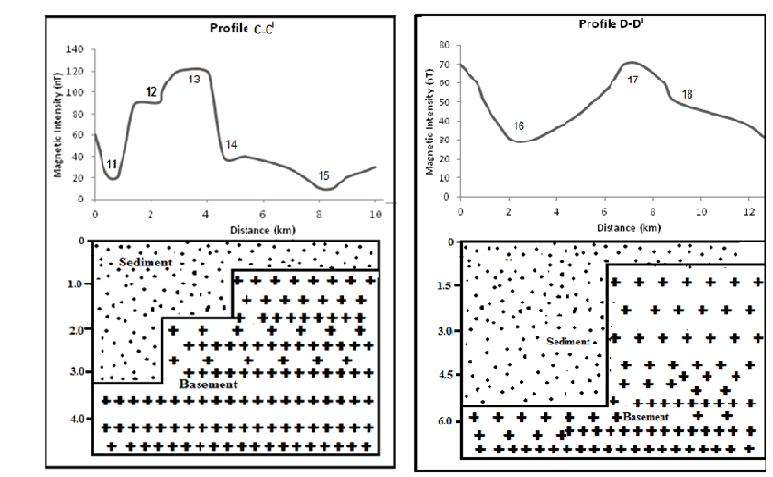 Profile C-C'
Magnetic Intensity (nT)
140
120
100
80
60
40
20
0
11
12
13
14
15
0 2 4 6 8 10
Distance (km)
0
1.0
2.0
3.0
4.0
Sediment
Basement
Profile D-D'
Magnetic Intensity (nT)
80
70
60
50
40
30
20
10
0
16
17
18
0 2 4 6 8 10 12
Distance (km)
0
1.5
3.0
4.5
6.0
Sediment
Basement